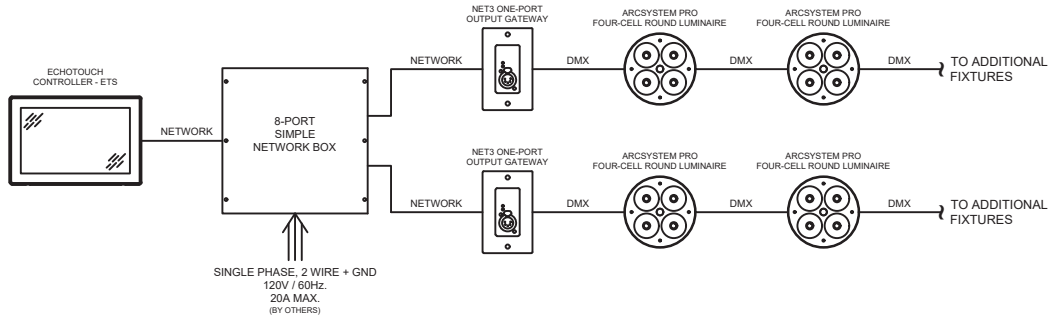 NET3 ONE-PORT
OUTPUT GATEWAY
ARCSYSTEM PRO
FOUR-CELL ROUND LUMINAIRE
ARCSYSTEM PRO
FOUR-CELL ROUND LUMINAIRE
ECHOTOUCH
CONTROLLER - ETS
NETWORK
8-PORT
SIMPLE
NETWORK BOX
NETWORK
DMX
DMX
DMX
TO ADDITIONAL
FIXTURES
NET3 ONE-PORT
OUTPUT GATEWAY
ARCSYSTEM PRO
FOUR-CELL ROUND LUMINAIRE
ARCSYSTEM PRO
FOUR-CELL ROUND LUMINAIRE
NETWORK
DMX
DMX
DMX
TO ADDITIONAL
FIXTURES
SINGLE PHASE, 2 WIRE + GND
120V / 60Hz.
20A MAX.
(BY OTHERS)